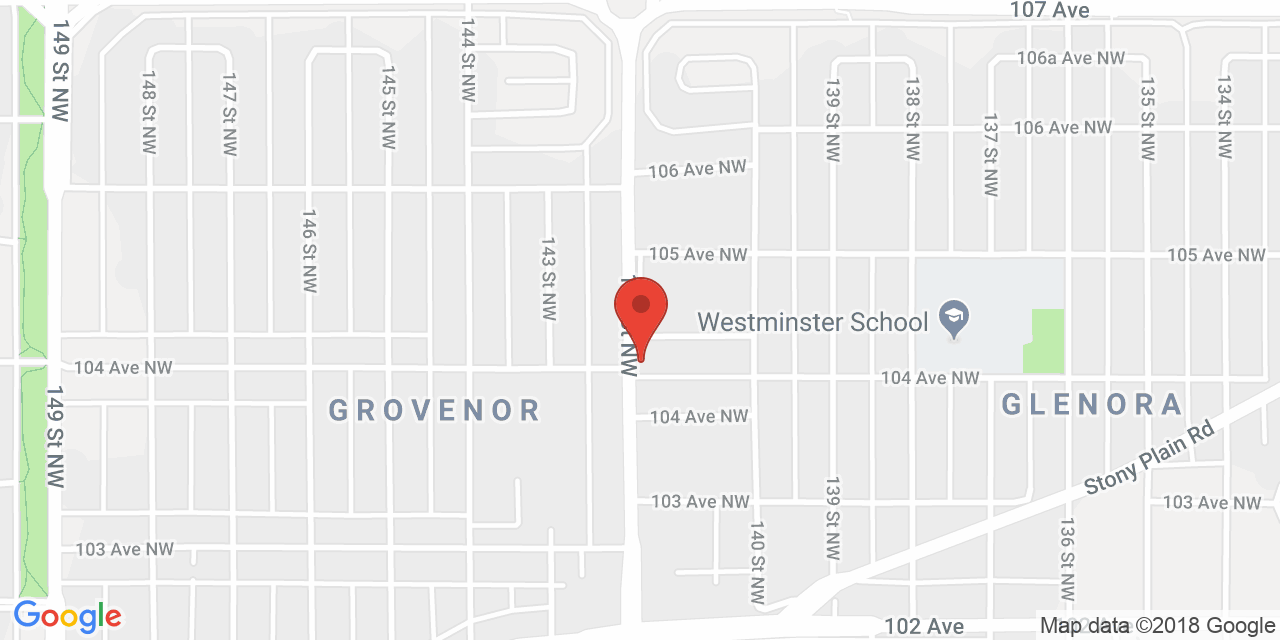 107 Ave
149 St NW
144 St NW
106a Ave NW
148 St NW
147 St NW
145 St NW
139 St NW
138 St NW
137 St NW
135 St NW
134 St NW
106 Ave NW
106 Ave NW
146 St NW
143 St NW
105 Ave NW
105 Ave NW
St NW
Westminster School
104 Ave NW
104 Ave NW
149 St NW
GROVENOR
104 Ave NW
GLENORA
Stony Plain Rd
103 Ave NW
103 Ave NW
139 St NW
140 St NW
136 St NW
103 Ave NW
Google
102 Ave
Map data ©2018 Google